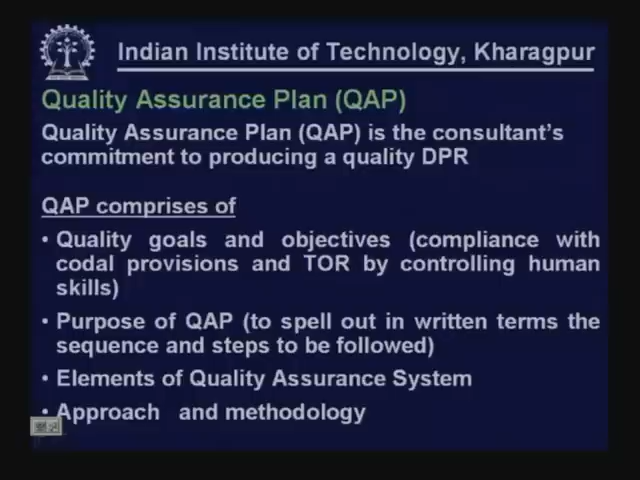 Indian Institute of Technology, Kharagpur
Quality Assurance Plan (QAP)
Quality Assurance Plan (QAP) is the consultant's
commitment to producing a quality DPR
QAP comprises of
• Quality goals and objectives (compliance with
codal provisions and TOR by controlling human
skills)
• Purpose of QAP (to spell out in written terms the
sequence and steps to be followed)
• Elements of Quality Assurance System
• Approach and methodology